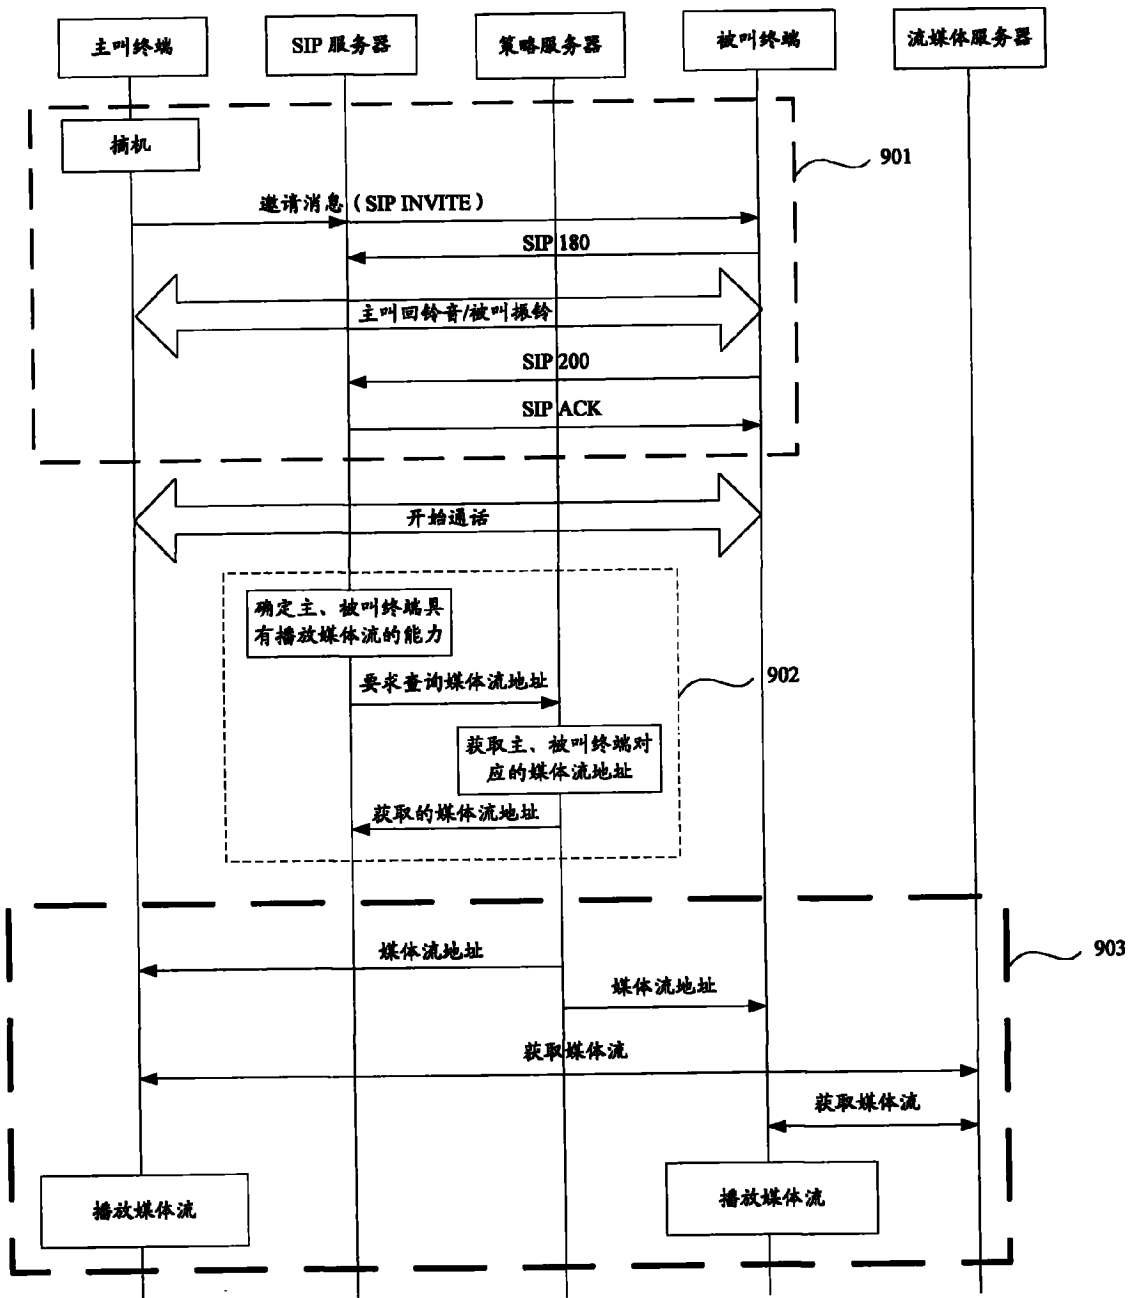 主叫终端
SIP 服务器
策略服务器
被叫终端
流媒体服务器
摘机
901
邀请消息（SIP INVITE）
SIP 180
主叫回铃音/被叫振铃
SIP 200
SIP ACK
开始通话
确定主、被叫终端具
有播放媒体流的能力
902
要求查询媒体流地址
获取主、被叫终端对
应的媒体流地址
获取的媒体流地址
903
媒体流地址
媒体流地址
获取媒体流
获取媒体流
播放媒体流
播放媒体流